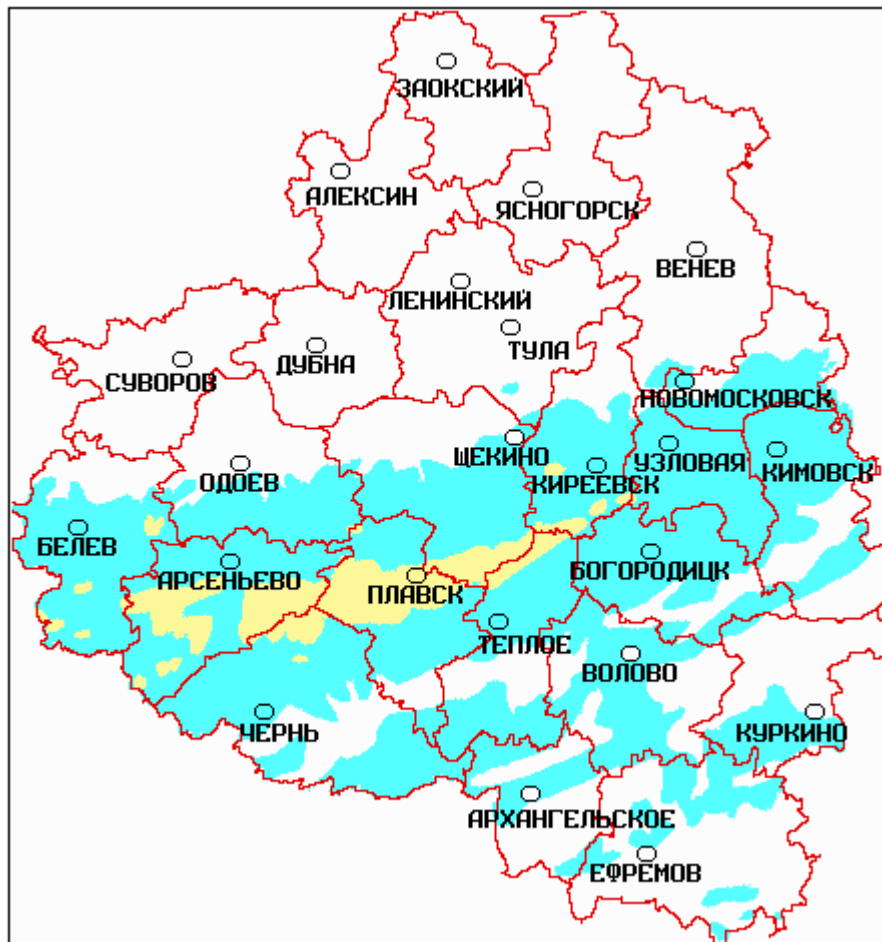 ЗАОКСКИЙ
АЛЕКСИН
ЯСНОГОРСК
ВЕНЕВ
ЛЕНИНСКИЙ
ТУЛА
ДУБНА
СУВОРОВ
НОВОМОСКОВСК
ЩЕКИНО
УЗЛОВАЯ
КИМОВСК
ОДОЕВ
КИРЕЕВСК
БЕЛЕВ
АРСЕНЬЕВО
БОГОРОДИЦК
ПЛАВСК
ТЕПЛОЕ
ВОЛОВО
ЧЕРНЬ
КУРКИНО
АРХАНГЕЛЬСКОЕ
ЕФРЕМОВ